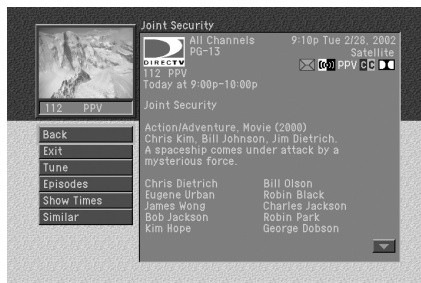 Joint Security
All Channels 9:10p Tue 2/28, 2002
PG-13 Satellite
DIRECTV PPV CC
112 PPV
Today at 9:00p-10:00p
112 PPV
Joint Security
Back
Exit
Tune
Episodes
Show Times
Similar
Action/Adventure, Movie (2000)
Chris Kim, Bill Johnson, Jim Dietrich.
A spaceship comes under attack by a
mysterious force.
Chris Dietrich Bill Olson
Eugene Urban Robin Black
James Wong Charles Jackson
Bob Jackson Robin Park
Kim Hope George Dobson